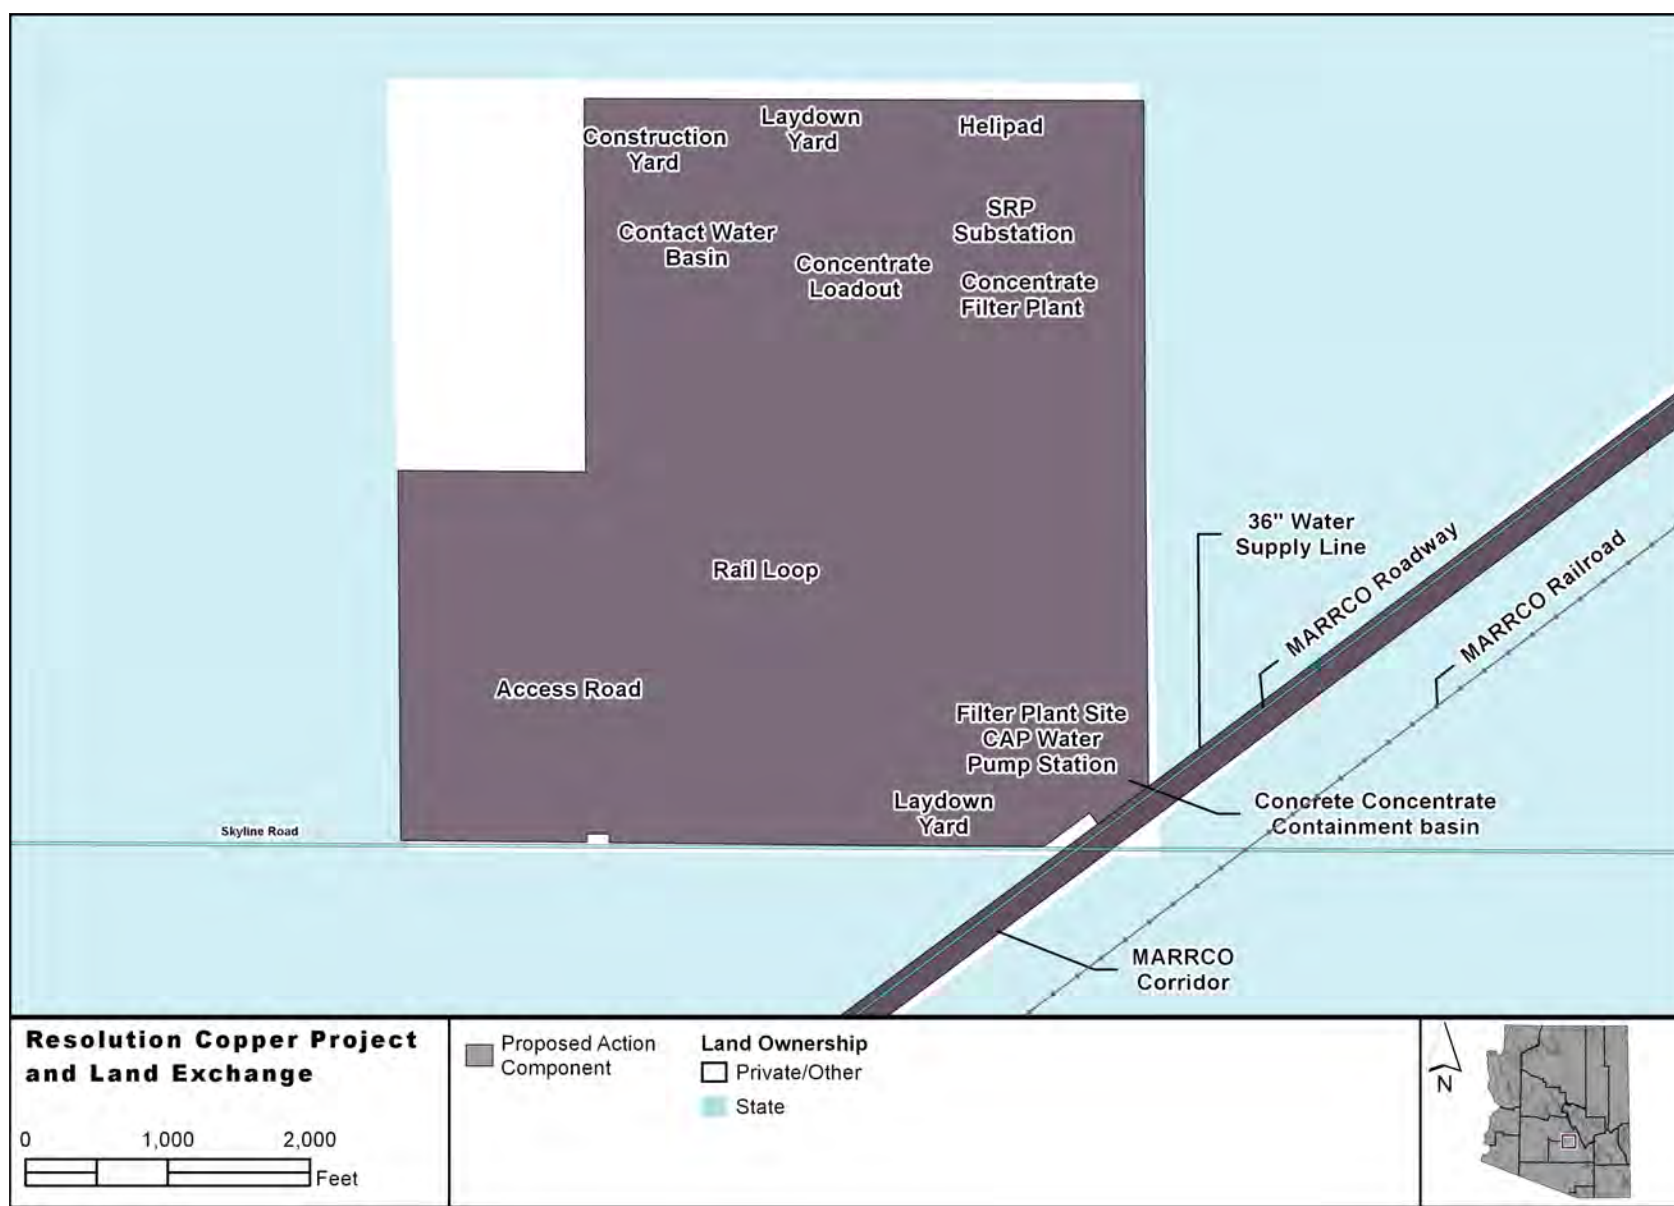 Laydown
Yard
Helipad
Construction
Yard
SRP
Substation
Contact Water
Basin
Concentrate
Loadout
Concentrate
Filter Plant
36" Water
Supply Line
MARRCO Roadway
MARRCO Railroad
Rail Loop
Access Road
Filter Plant Site
CAP Water
Pump Station
Laydown
Yard
Concrete Concentrate
Containment basin
Skyline Road
MARRCO
Corridor
Resolution Copper Project
and Land Exchange
0 1,000 2,000
Feet
Proposed Action
Component
Land Ownership
Private/Other
State
N